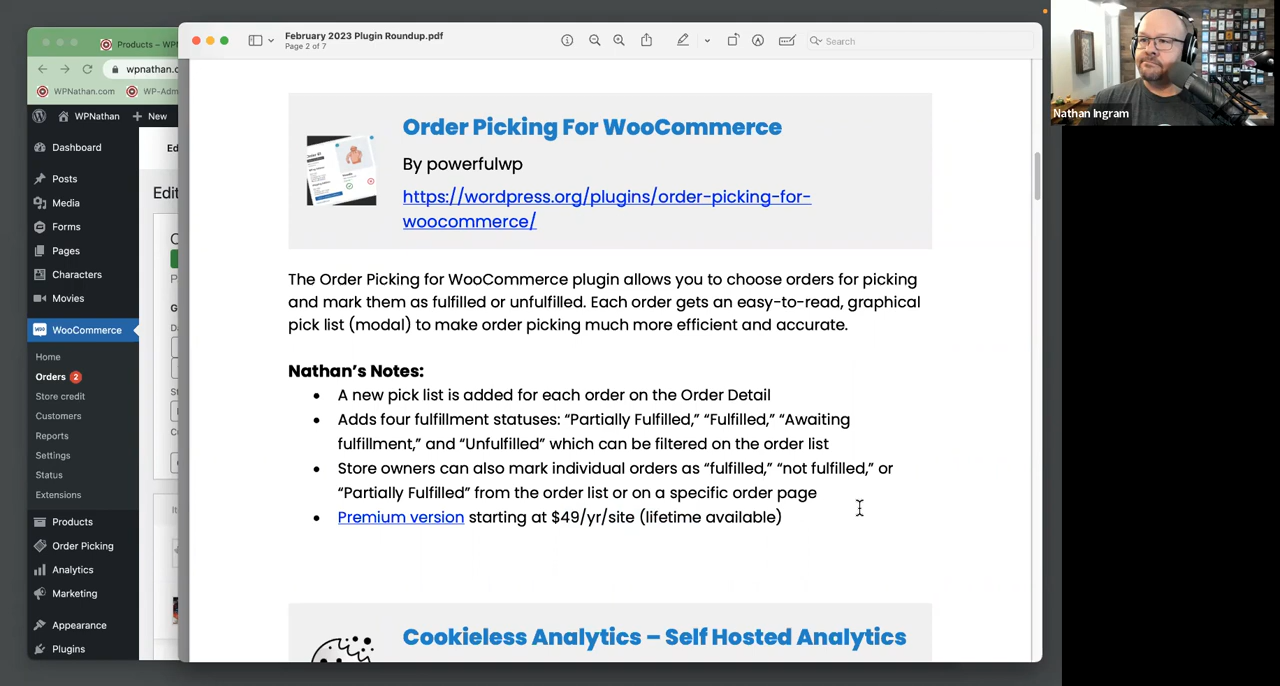 Products – WP
wpnathan.c
WPNathan.com
WP-Adm
WPNathan
New
Dashboard
Posts
Media
Forms
Pages
Characters
Movies
WooCommerce
Home
Orders 2
Store credit
Customers
Reports
Settings
Status
Extensions
Products
Order Picking
Analytics
Marketing
Appearance
Plugins
Ed
Edit
February 2023 Plugin Roundup.pdf
Page 2 of 7
Search
Order Picking For WooCommerce
By powerfulwp
https://wordpress.org/plugins/order-picking-for-
woocommerce/
The Order Picking for WooCommerce plugin allows you to choose orders for picking
and mark them as fulfilled or unfulfilled. Each order gets an easy-to-read, graphical
pick list (modal) to make order picking much more efficient and accurate.
Nathan’s Notes:
• A new pick list is added for each order on the Order Detail
• Adds four fulfillment statuses: “Partially Fulfilled,” “Fulfilled,” “Awaiting
fulfillment,” and “Unfulfilled” which can be filtered on the order list
• Store owners can also mark individual orders as “fulfilled,” “not fulfilled,” or
“Partially Fulfilled” from the order list or on a specific order page
• Premium version starting at $49/yr/site (lifetime available)
Cookieless Analytics – Self Hosted Analytics
Nathan Ingram